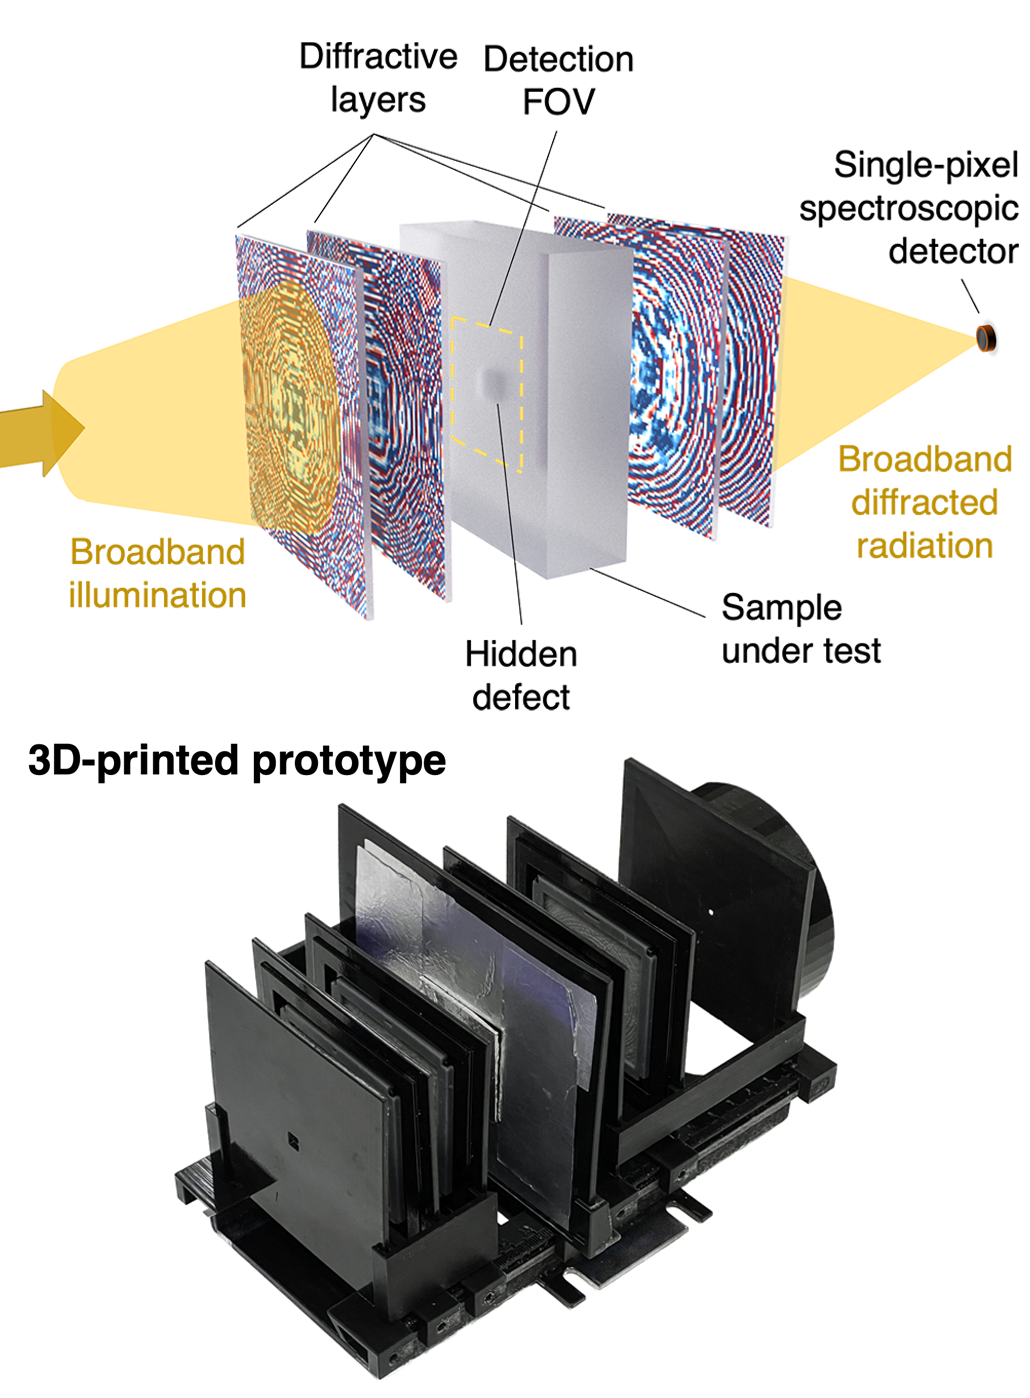 Diffractive
layers
Detection
FOV
Single-pixel
spectroscopic
detector
Broadband
illumination
Broadband
diffracted
radiation
Sample
under test
Hidden
defect
3D-printed prototype